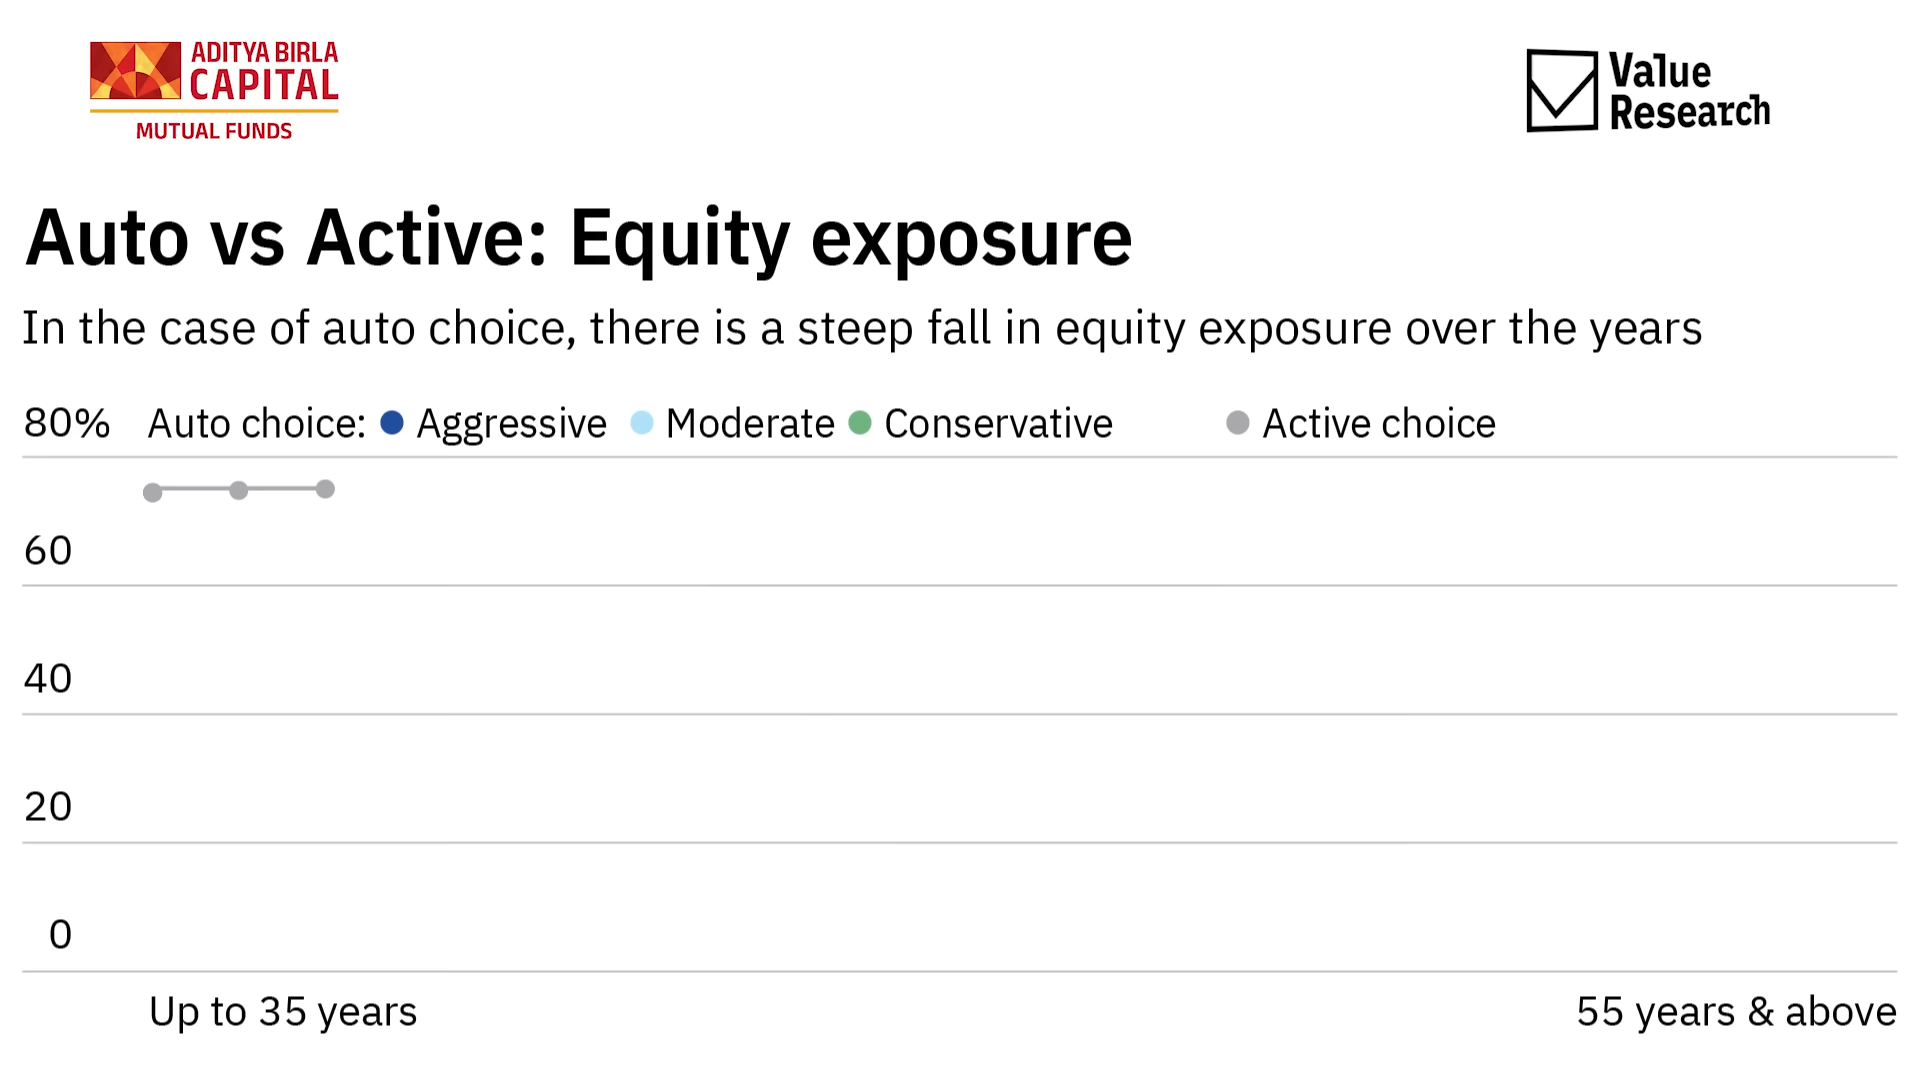 ADITYA BIRLA
CAPITAL
MUTUAL FUNDS
Value
Research
Auto vs Active: Equity exposure
In the case of auto choice, there is a steep fall in equity exposure over the years
80% Auto choice: Aggressive Moderate Conservative Active choice
60
40
20
0
Up to 35 years 55 years & above